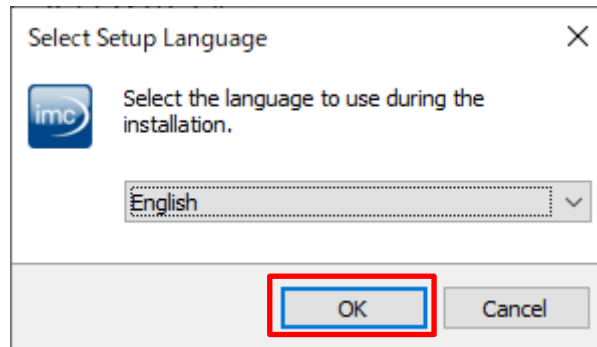 Select Setup Language
imc
Select the language to use during the
installation.
English
OK
Cancel